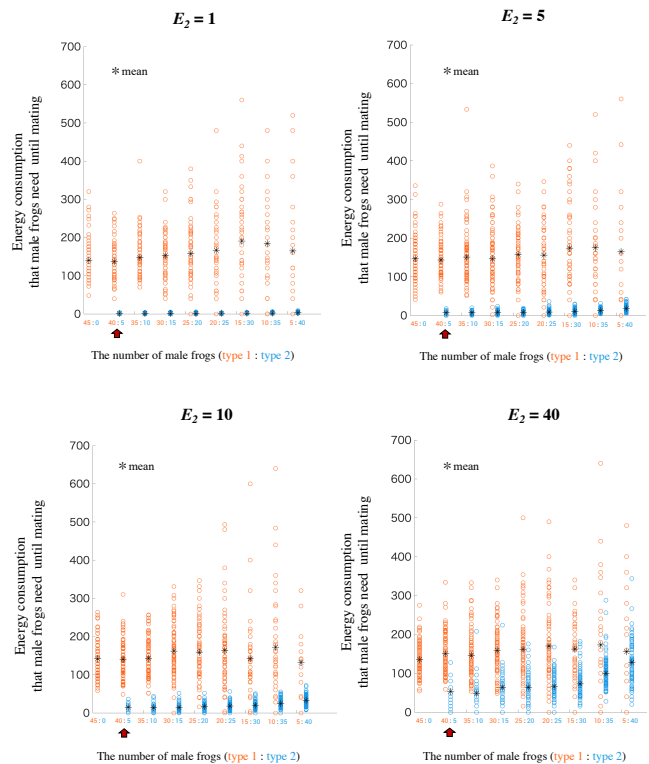 E₂ = 1
700
600
500
400
300
200
100
0
*mean
Energy consumption
that male frogs need until mating
45:0 40:5 35:10 30:15 25:20 20:25 15:30 10:35 5:40
The number of male frogs (type 1 : type 2)
E₂ = 5
700
600
500
400
300
200
100
0
*mean
Energy consumption
that male frogs need until mating
45:0 40:5 35:10 30:15 25:20 20:25 15:30 10:35 5:40
The number of male frogs (type 1 : type 2)
E₂ = 10
700
600
500
400
300
200
100
0
*mean
Energy consumption
that male frogs need until mating
45:0 40:5 35:10 30:15 25:20 20:25 15:30 10:35 5:40
The number of male frogs (type 1 : type 2)
E₂ = 40
700
600
500
400
300
200
100
0
*mean
Energy consumption
that male frogs need until mating
45:0 40:5 35:10 30:15 25:20 20:25 15:30 10:35 5:40
The number of male frogs (type 1 : type 2)